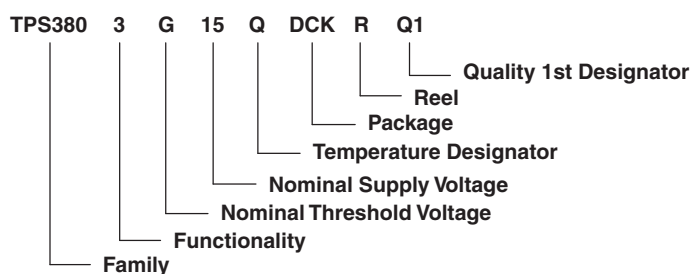 TPS380 3 G 15 Q DCK R Q1
Quality 1st Designator
Reel
Package
Temperature Designator
Nominal Supply Voltage
Nominal Threshold Voltage
Functionality
Family